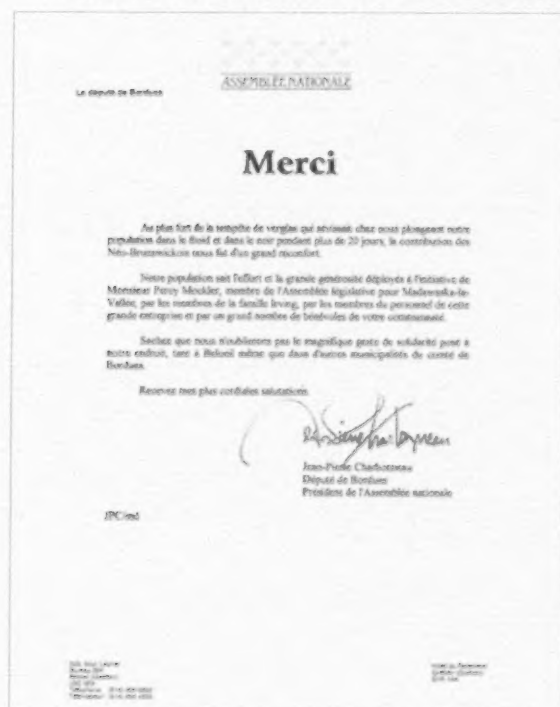 ASSEMBLÉE NATIONALE
Le député de Borduas
Merci
Au plus fort de la tempête de verglas qui sévissait chez nous plongeant notre
population dans le froid et dans le noir pendant plus de 20 jours, la contribution des
Néo-Brunswickois nous fut d'un grand réconfort.
Notre population sait l'effort et la grande générosité déployés à l'initiative de
Monsieur Percy Mockler, membre de l'Assemblée législative pour Madawaska-la-
Vallée, par les membres de la famille Irving, par les membres du personnel de cette
grande entreprise et par un grand nombre de bénévoles de votre communauté.
Sachez que nous n'oublierons pas le magnifique geste de solidarité posé à
notre endroit, tant à Beloeil même que dans d'autres municipalités du comté de
Borduas.
Recevez mes plus cordiales salutations.
Jean-Pierre Charbonneau
Député de Borduas
Président de l'Assemblée nationale
JPC/md